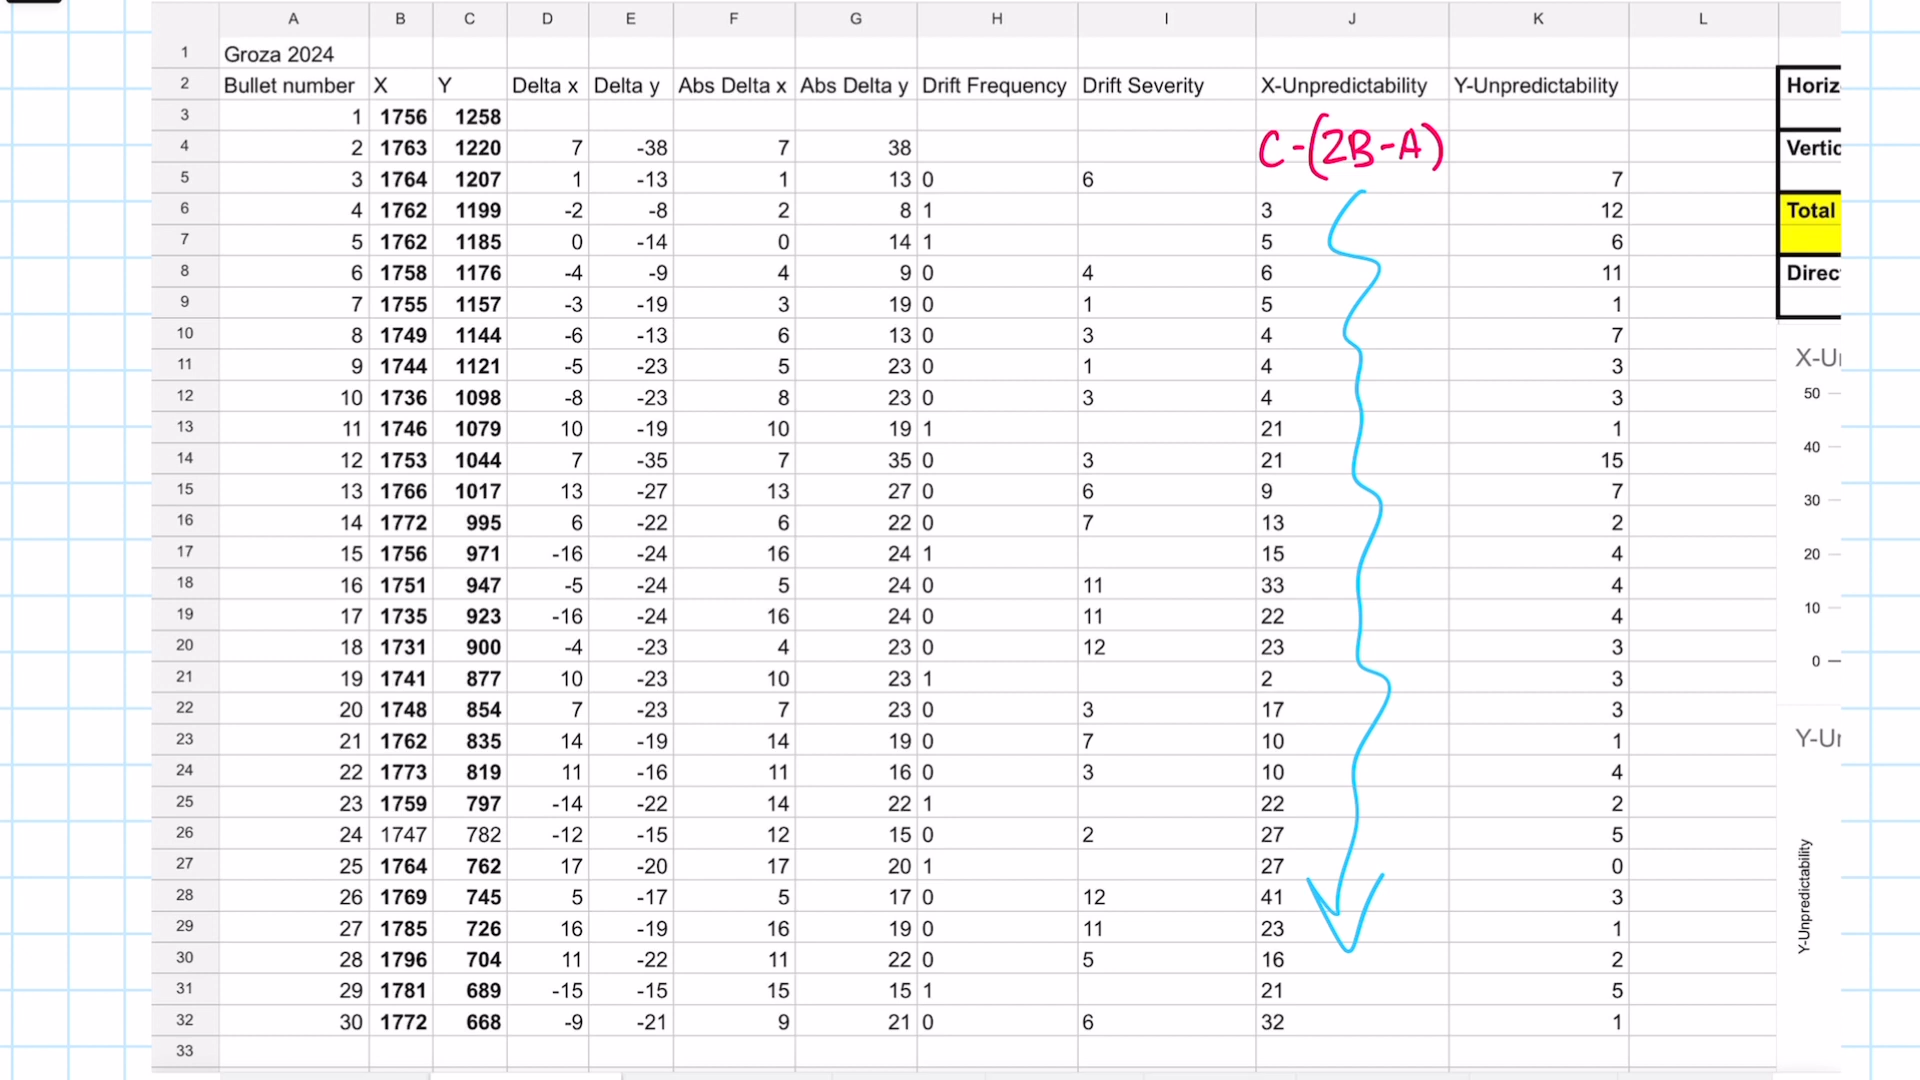 A B C D E F G H I J K L
1 Groza 2024
2 Bullet number X Y Delta x Delta y Abs Delta x Abs Delta y Drift Frequency Drift Severity X-Unpredictability Y-Unpredictability Horiz
3 1 1756 1258
4 2 1763 1220 7 -38 7 38 C-(2B-A) Vertic
5 3 1764 1207 1 -13 1 13 0 6 7
6 4 1762 1199 -2 -8 2 8 1 3 12 Total
7 5 1762 1185 0 -14 0 14 1 5 6
8 6 1758 1176 -4 -9 4 9 0 4 6 11 Direc
9 7 1755 1157 -3 -19 3 19 0 1 5 1
10 8 1749 1144 -6 -13 6 13 0 3 4 7
11 9 1744 1121 -5 -23 5 23 0 1 4 3 X-U
12 10 1736 1098 -8 -23 8 23 0 3 4 3 50
13 11 1746 1079 10 -19 10 19 1 21 1
14 12 1753 1044 7 -35 7 35 0 3 21 15 40
15 13 1766 1017 13 -27 13 27 0 6 9 7 30
16 14 1772 995 6 -22 6 22 0 7 13 2
17 15 1756 971 -16 -24 16 24 1 15 4 20
18 16 1751 947 -5 -24 5 24 0 11 33 4
19 17 1735 923 -16 -24 16 24 0 11 22 4 10
20 18 1731 900 -4 -23 4 23 0 12 23 3 0
21 19 1741 877 10 -23 10 23 1 2 3
22 20 1748 854 7 -23 7 23 0 3 17 3
23 21 1762 835 14 -19 14 19 0 7 10 1 Y-U
24 22 1773 819 11 -16 11 16 0 3 10 4
25 23 1759 797 -14 -22 14 22 1 22 2
26 24 1747 782 -12 -15 12 15 0 2 27 5
27 25 1764 762 17 -20 17 20 1 27 0
28 26 1769 745 5 -17 5 17 0 12 41 3 Y-Unpredictability
29 27 1785 726 16 -19 16 19 0 11 23 1
30 28 1796 704 11 -22 11 22 0 5 16 2
31 29 1781 689 -15 -15 15 15 1 21 5
32 30 1772 668 -9 -21 9 21 0 6 32 1
33